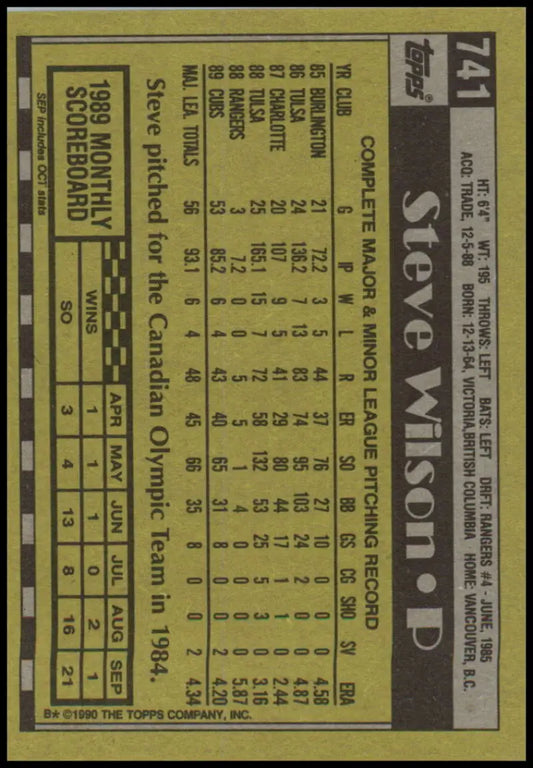 741
topps®
Steve Wilson • P
HT: 6'4" WT: 195 THROWS: LEFT BATS: LEFT DRFT: RANGERS #4 - JUNE, 1985
ACQ: TRADE, 12-5-88 BORN: 12-13-64, VICTORIA, BRITISH COLUMBIA HOME: VANCOUVER, B.C.
COMPLETE MAJOR & MINOR LEAGUE PITCHING RECORD
YR CLUB G IP W L R ER SO BB GS CG SHO SV ERA
85 BURLINGTON 21 72.2 3 5 44 37 76 27 10 0 0 0 4.58
86 TULSA 24 136.2 7 13 83 74 95 103 24 2 0 0 4.87
87 CHARLOTTE 20 107 9 5 41 29 80 44 17 1 1 0 2.44
88 TULSA 25 165.1 15 7 72 58 132 53 25 5 3 0 3.16
88 RANGERS 3 7.2 0 0 5 5 1 4 0 0 0 0 5.87
89 CUBS 53 85.2 6 4 43 40 65 31 8 0 0 2 4.20
MAJ. LEA. TOTALS 56 93.1 6 4 48 45 66 35 8 0 0 2 4.34
Steve pitched for the Canadian Olympic Team in 1984.
1989 MONTHLY
SCOREBOARD
APR MAY JUN JUL AUG SEP
WINS 1 1 1 0 2 1
SO 3 4 13 8 16 21
SEP includes OCT stats
B* ©1990 THE TOPPS COMPANY, INC.